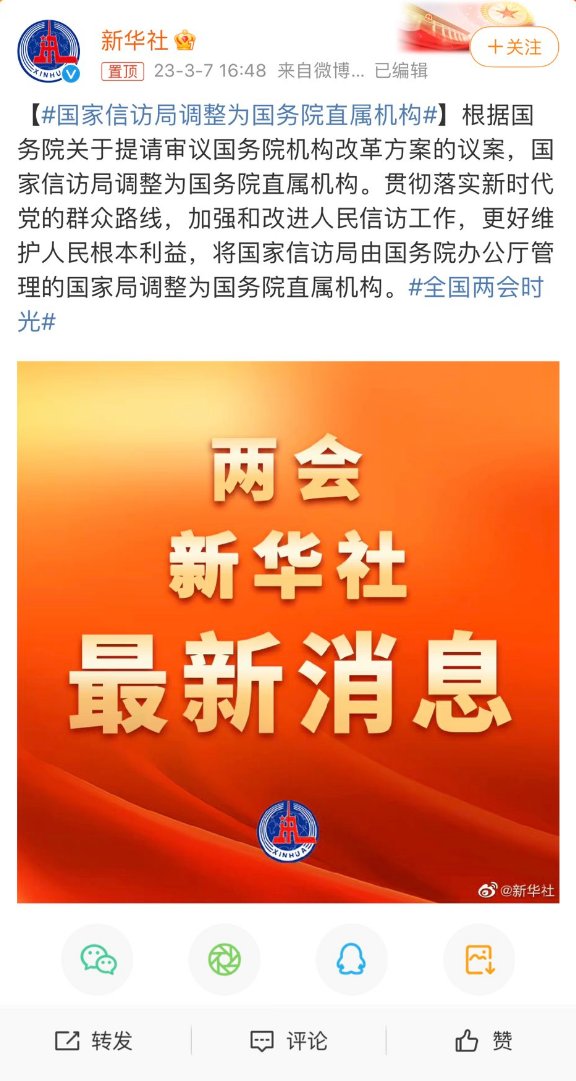 新华社
+关注
置顶 23-3-7 16:48 来自微博... 已编辑
【#国家信访局调整为国务院直属机构#】根据国
务院关于提请审议国务院机构改革方案的议案，国
家信访局调整为国务院直属机构。贯彻落实新时代
党的群众路线，加强和改进人民信访工作，更好维
护人民根本利益，将国家信访局由国务院办公厅管
理的国家局调整为国务院直属机构。#全国两会时
光#
两会
新华社
最新消息
XINHUA
@新华社
转发 评论 赞